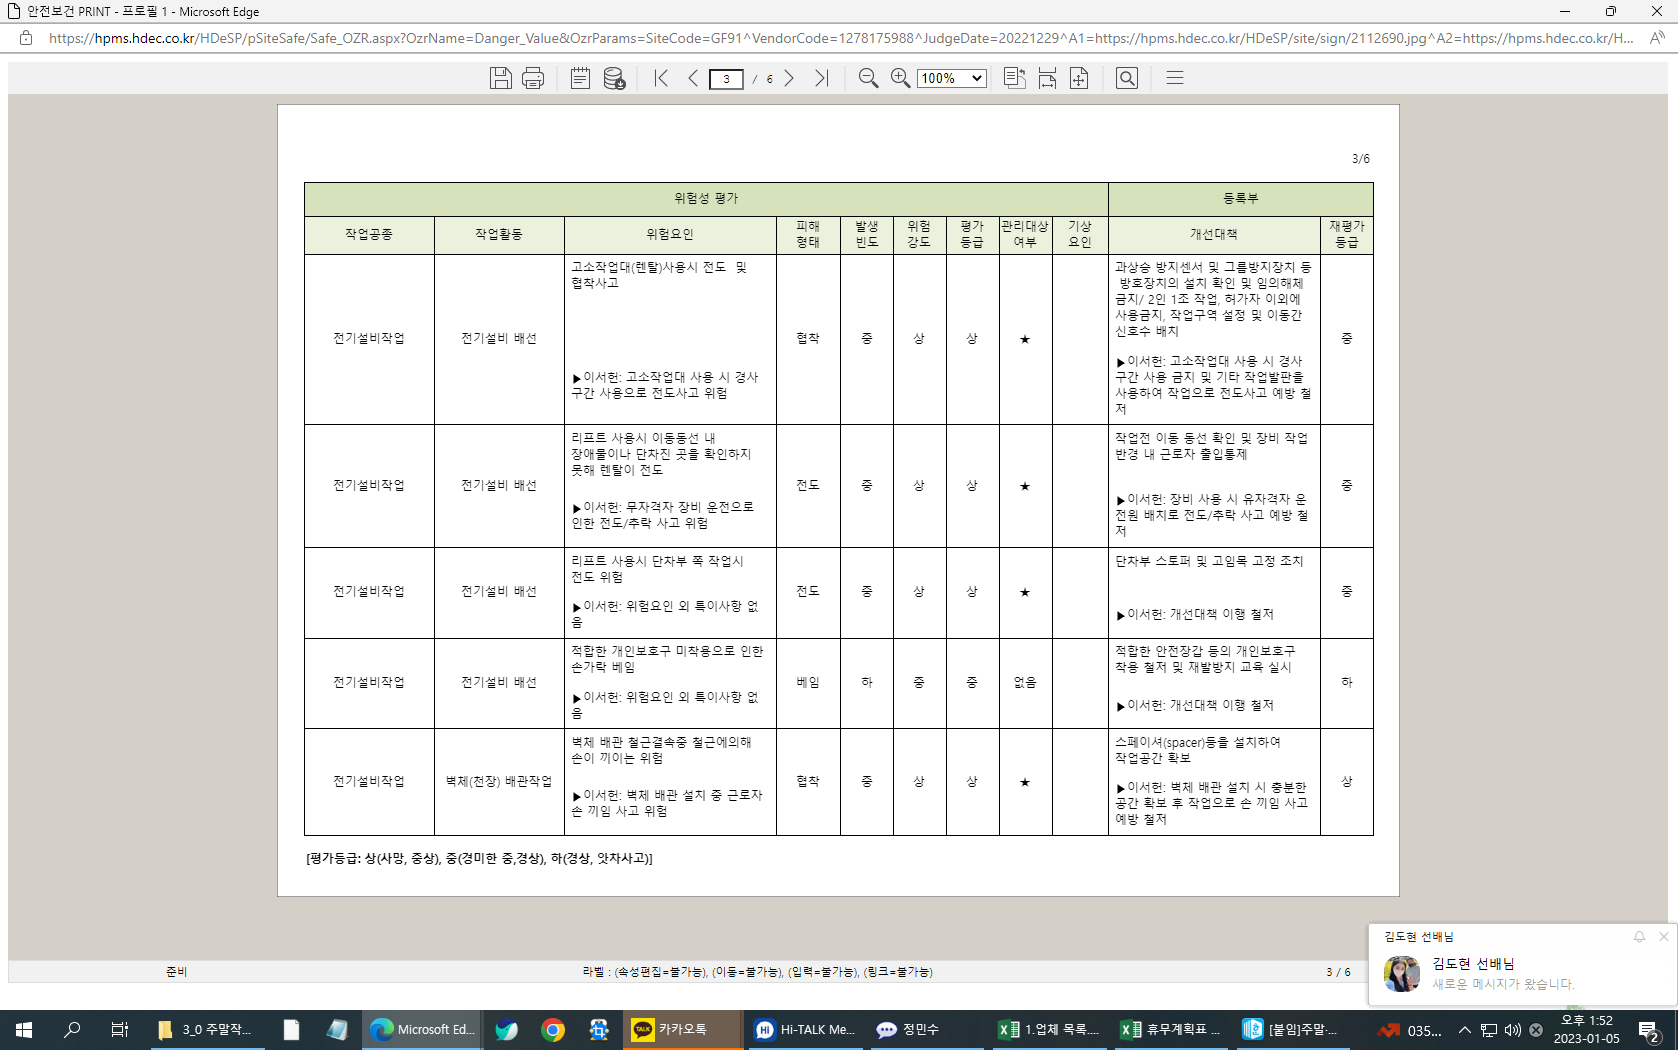 안전보건 PRINT - 프로필 1 - Microsoft Edge
https://hpms.hdec.co.kr/HDeSP/pSiteSafe/Safe_OZR.aspx?OzrName=Danger_Value&OzrParams=SiteCode=GF91^VendorCode=1278175988^JudgeDate=20221229^A1=https://hpms.hdec.co.kr/HDeSP/site/sign/2112690.jpg^A2=https://hpms.hdec.co.kr/H...
3 / 6 100%
3/6
위험성 평가 등록부
작업공종 작업활동 위험요인 피해 형태 발생 빈도 위험 강도 평가 등급 관리대상 여부 기상 요인 개선대책 재평가 등급
고소작업대(렌탈)사용시 전도 및
협착사고
▶이서헌: 고소작업대 사용 시 경사
구간 사용으로 전도사고 위험
전기설비작업 전기설비 배선 협착 중 상 상 ★
과상승 방지센서 및 그룹방지장치 등
방호장치의 설치 확인 및 임의해체
금지/ 2인 1조 작업, 허가자 이외에
사용금지, 작업구역 설정 및 이동간
신호수 배치
▶이서헌: 고소작업대 사용 시 경사
구간 사용 금지 및 기타 작업발판을
사용하여 작업으로 전도사고 예방 철
저
중
리프트 사용시 이동동선 내
장애물이나 단차진 곳을 확인하지
못해 렌탈이 전도
▶이서헌: 무자격자 장비 운전으로
인한 전도/추락 사고 위험
전기설비작업 전기설비 배선 전도 중 상 상 ★
작업전 이동 동선 확인 및 장비 작업
반경 내 근로자 출입통제
▶이서헌: 장비 사용 시 유자격자 운
전원 배치로 전도/추락 사고 예방 철
저
중
리프트 사용시 단차부 쪽 작업시
전도 위험
▶이서헌: 위험요인 외 특이사항 없
음
전기설비작업 전기설비 배선 전도 중 상 상 ★
단차부 스토퍼 및 고임목 고정 조치
▶이서헌: 개선대책 이행 철저
중
적합한 개인보호구 미착용으로 인한
손가락 베임
▶이서헌: 위험요인 외 특이사항 없
음
전기설비작업 전기설비 배선 베임 하 중 중 없음
적합한 안전장갑 등의 개인보호구
착용 철저 및 재발방지 교육 실시
▶이서헌: 개선대책 이행 철저
하
벽체 배관 철근결속중 철근에의해
손이 끼이는 위험
▶이서헌: 벽체 배관 설치 중 근로자
손 끼임 사고 위험
전기설비작업 벽체(천장) 배관작업 협착 중 상 상 ★
스페이셔(spacer)등을 설치하여
작업공간 확보
▶이서헌: 벽체 배관 설치 시 충분한
공간 확보 후 작업으로 손 끼임 사고
예방 철저
상
[평가등급: 상(사망, 중상), 중(경미한 중,경상), 하(경상, 앗차사고)]
김도현 선배님
김도현 선배님
새로운 메시지가 왔습니다.
준비 라벨 : (속성편집=불가능), (이동=불가능), (입력=불가능), (링크=불가능) 3 / 6
3_0 주말작... Microsoft Ed... TALK 카카오톡 Hi Hi-TALK Me... 정민수 1.업체 목록.... 휴무계획표 ... [붙임]주말·... 035... 오후 1:52
2023-01-05 2